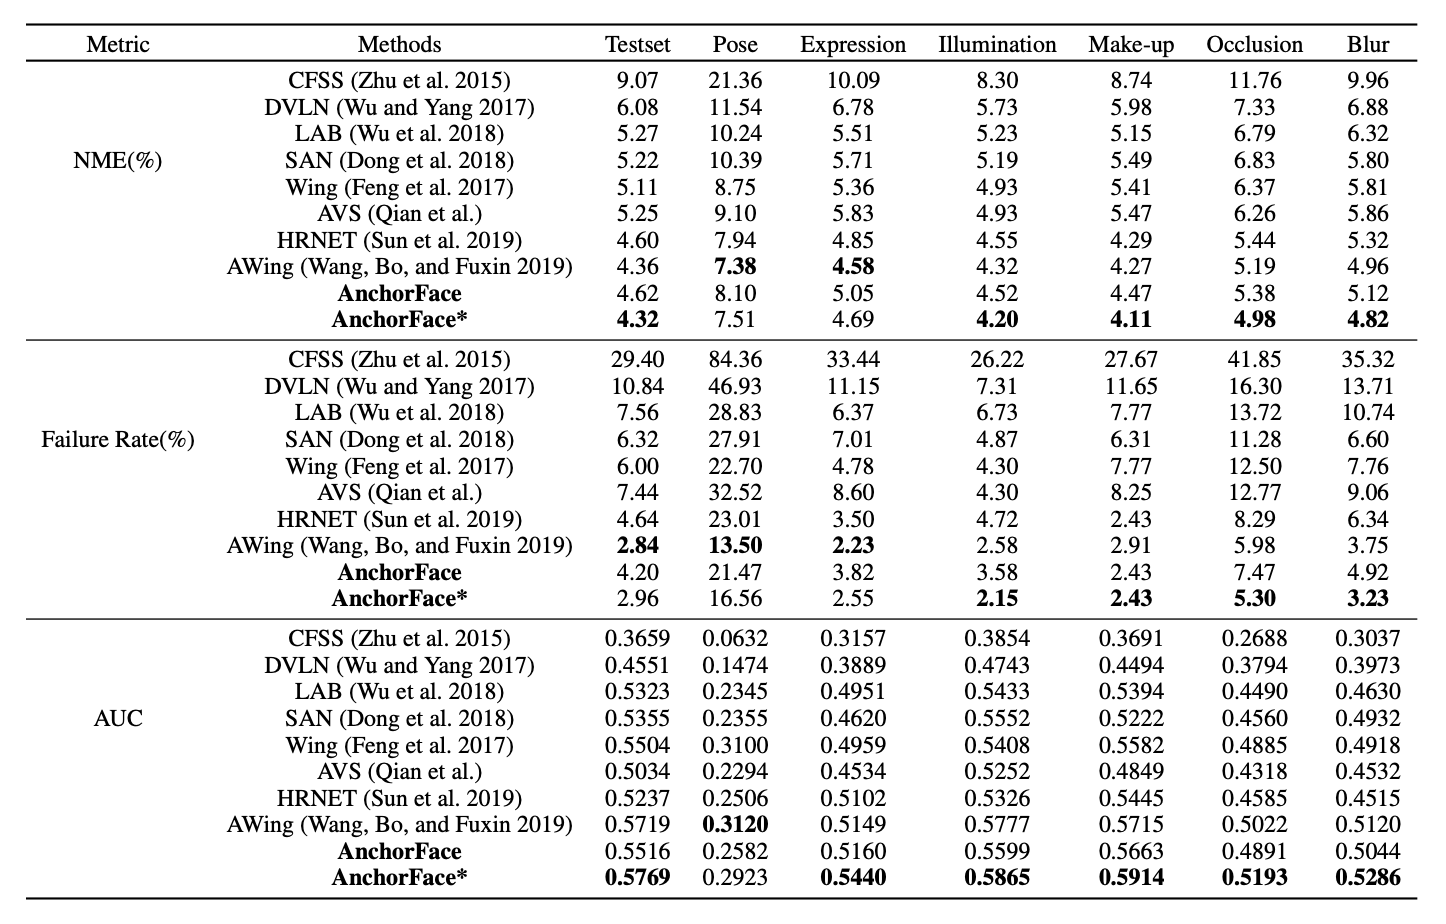 Metric Methods Testset Pose Expression Illumination Make-up Occlusion Blur
CFSS (Zhu et al. 2015) 9.07 21.36 10.09 8.30 8.74 11.76 9.96
DVLN (Wu and Yang 2017) 6.08 11.54 6.78 5.73 5.98 7.33 6.88
LAB (Wu et al. 2018) 5.27 10.24 5.51 5.23 5.15 6.79 6.32
NME(%) SAN (Dong et al. 2018) 5.22 10.39 5.71 5.19 5.49 6.83 5.80
Wing (Feng et al. 2017) 5.11 8.75 5.36 4.93 5.41 6.37 5.81
AVS (Qian et al.) 5.25 9.10 5.83 4.93 5.47 6.26 5.86
HRNET (Sun et al. 2019) 4.60 7.94 4.85 4.55 4.29 5.44 5.32
AWing (Wang, Bo, and Fuxin 2019) 4.36 7.38 4.58 4.32 4.27 5.19 4.96
AnchorFace 4.62 8.10 5.05 4.52 4.47 5.38 5.12
AnchorFace* 4.32 7.51 4.69 4.20 4.11 4.98 4.82
CFSS (Zhu et al. 2015) 29.40 84.36 33.44 26.22 27.67 41.85 35.32
DVLN (Wu and Yang 2017) 10.84 46.93 11.15 7.31 11.65 16.30 13.71
LAB (Wu et al. 2018) 7.56 28.83 6.37 6.73 7.77 13.72 10.74
Failure Rate(%) SAN (Dong et al. 2018) 6.32 27.91 7.01 4.87 6.31 11.28 6.60
Wing (Feng et al. 2017) 6.00 22.70 4.78 4.30 7.77 12.50 7.76
AVS (Qian et al.) 7.44 32.52 8.60 4.30 8.25 12.77 9.06
HRNET (Sun et al. 2019) 4.64 23.01 3.50 4.72 2.43 8.29 6.34
AWing (Wang, Bo, and Fuxin 2019) 2.84 13.50 2.23 2.58 2.91 5.98 3.75
AnchorFace 4.20 21.47 3.82 3.58 2.43 7.47 4.92
AnchorFace* 2.96 16.56 2.55 2.15 2.43 5.30 3.23
CFSS (Zhu et al. 2015) 0.3659 0.0632 0.3157 0.3854 0.3691 0.2688 0.3037
DVLN (Wu and Yang 2017) 0.4551 0.1474 0.3889 0.4743 0.4494 0.3794 0.3973
LAB (Wu et al. 2018) 0.5323 0.2345 0.4951 0.5433 0.5394 0.4490 0.4630
AUC SAN (Dong et al. 2018) 0.5355 0.2355 0.4620 0.5552 0.5222 0.4560 0.4932
Wing (Feng et al. 2017) 0.5504 0.3100 0.4959 0.5408 0.5582 0.4885 0.4918
AVS (Qian et al.) 0.5034 0.2294 0.4534 0.5252 0.4849 0.4318 0.4532
HRNET (Sun et al. 2019) 0.5237 0.2506 0.5102 0.5326 0.5445 0.4585 0.4515
AWing (Wang, Bo, and Fuxin 2019) 0.5719 0.3120 0.5149 0.5777 0.5715 0.5022 0.5120
AnchorFace 0.5516 0.2582 0.5160 0.5599 0.5663 0.4891 0.5044
AnchorFace* 0.5769 0.2923 0.5440 0.5865 0.5914 0.5193 0.5286